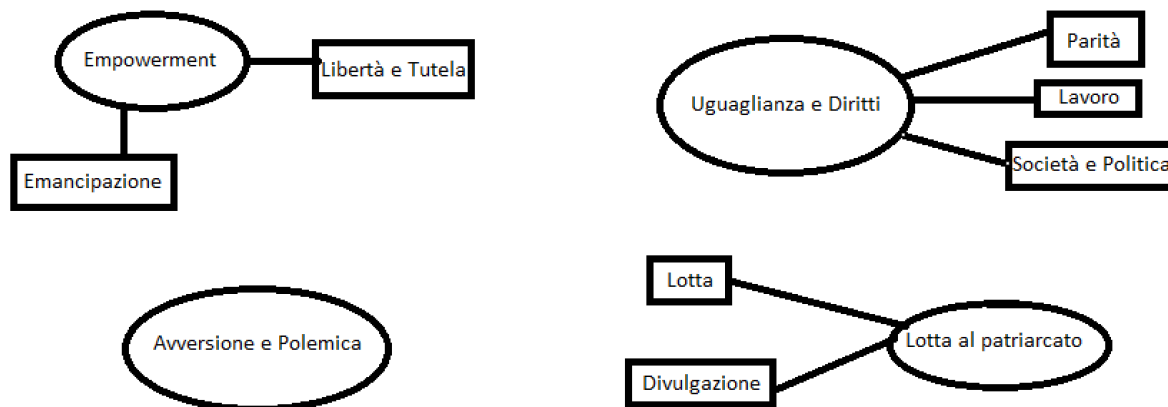 Empowerment
Libertà e Tutela
Emancipazione
Uguaglianza e Diritti
Parità
Lavoro
Società e Politica
Avversione e Polemica
Lotta
Lotta al patriarcato
Divulgazione